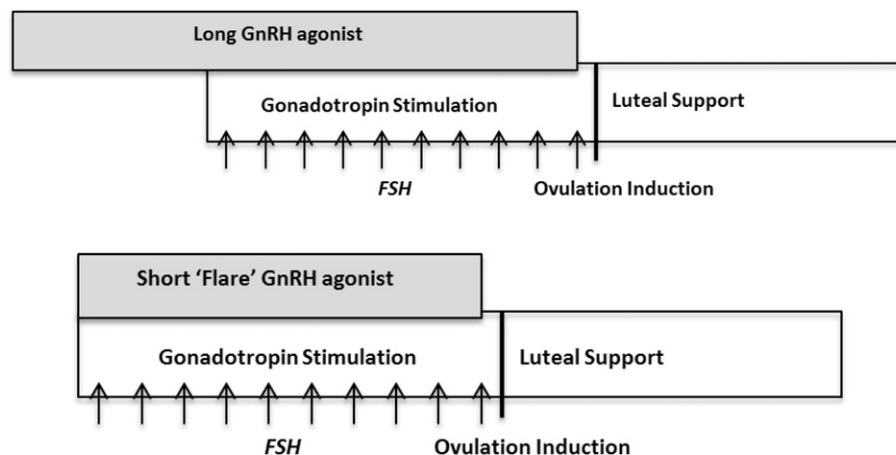 Long GnRH agonist
Gonadotropin Stimulation
Luteal Support
FSH
Ovulation Induction
Short ‘Flare’ GnRH agonist
Gonadotropin Stimulation
Luteal Support
FSH
Ovulation Induction